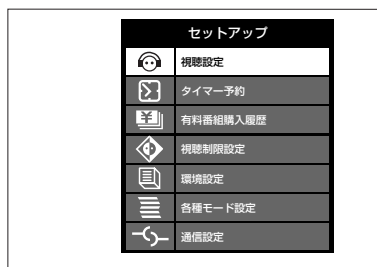 セットアップ
視聴設定
タイマー予約
有料番組購入履歴
視聴制限設定
環境設定
各種モード設定
通信設定